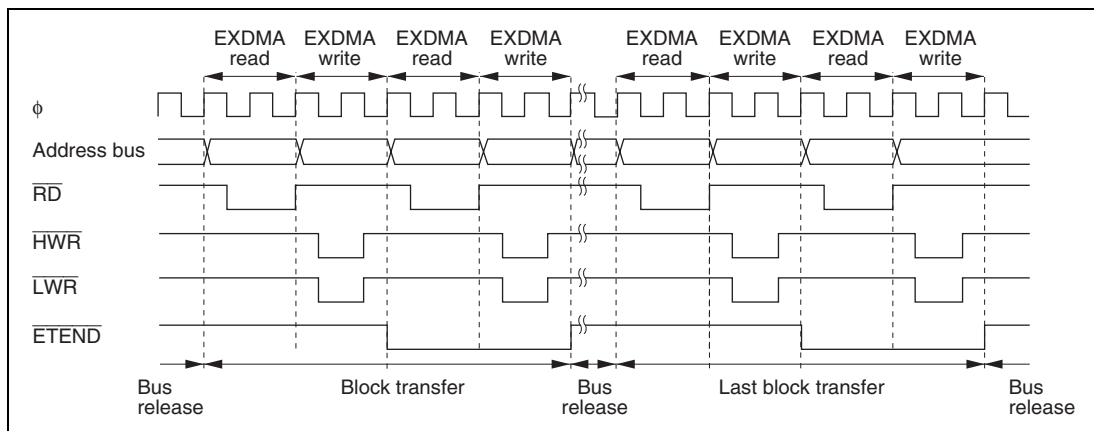 EXDMA read EXDMA write EXDMA read EXDMA write EXDMA read EXDMA write EXDMA read EXDMA write
ϕ
Address bus
RD
HWR
LWR
ETEND
Bus release Block transfer Bus release Last block transfer Bus release